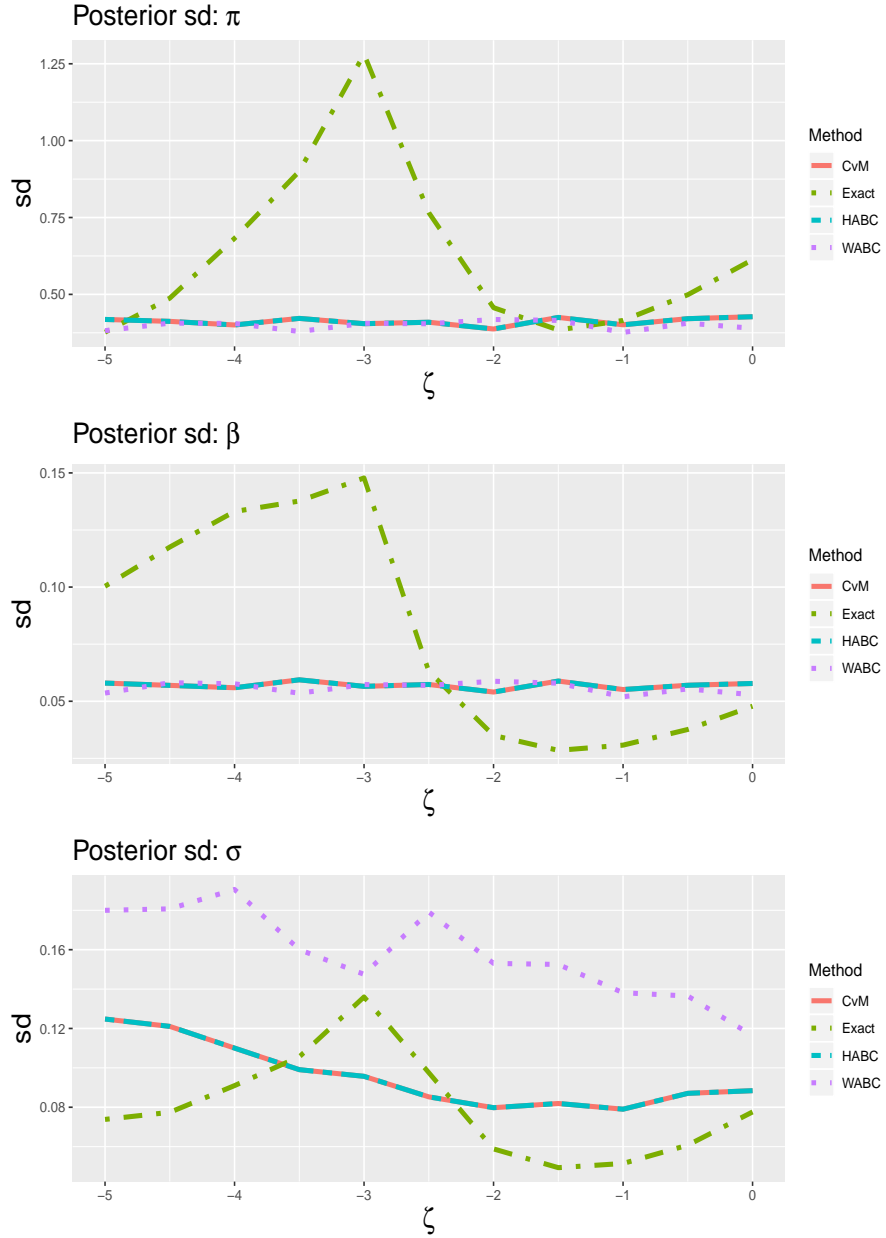 Posterior sd: π
1.25
1.00
0.75
0.50
sd
−5
−4
−3
−2
−1
0
ζ
Method
CvM
Exact
HABC
WABC
Posterior sd: β
0.15
0.10
0.05
sd
−5
−4
−3
−2
−1
0
ζ
Method
CvM
Exact
HABC
WABC
Posterior sd: σ
0.16
0.12
0.08
sd
−5
−4
−3
−2
−1
0
ζ
Method
CvM
Exact
HABC
WABC